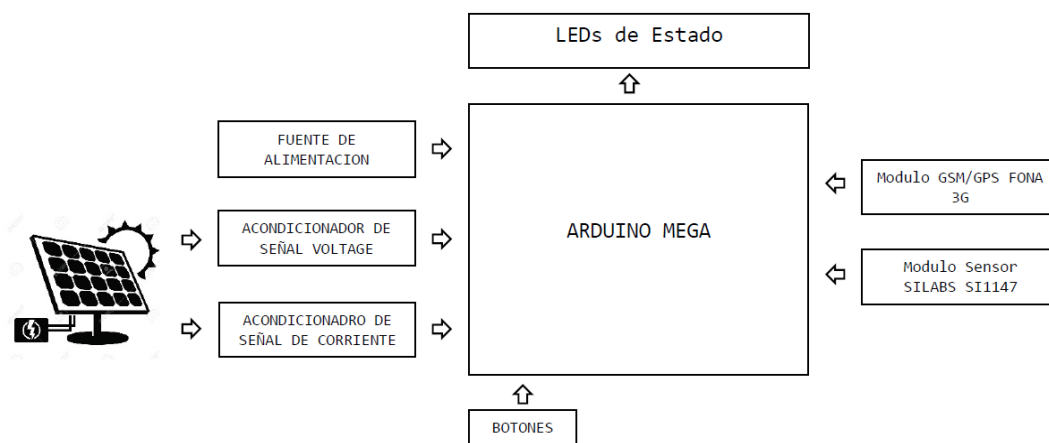 LEDs de Estado
FUENTE DE
ALIMENTACION
Modulo GSM/GPS FONA
3G
ACONDICIONADOR DE
SEÑAL VOLTAGE
ARDUINO MEGA
Modulo Sensor
SILABS SI1147
ACONDICIONADRO DE
SEÑAL DE CORRIENTE
BOTONES